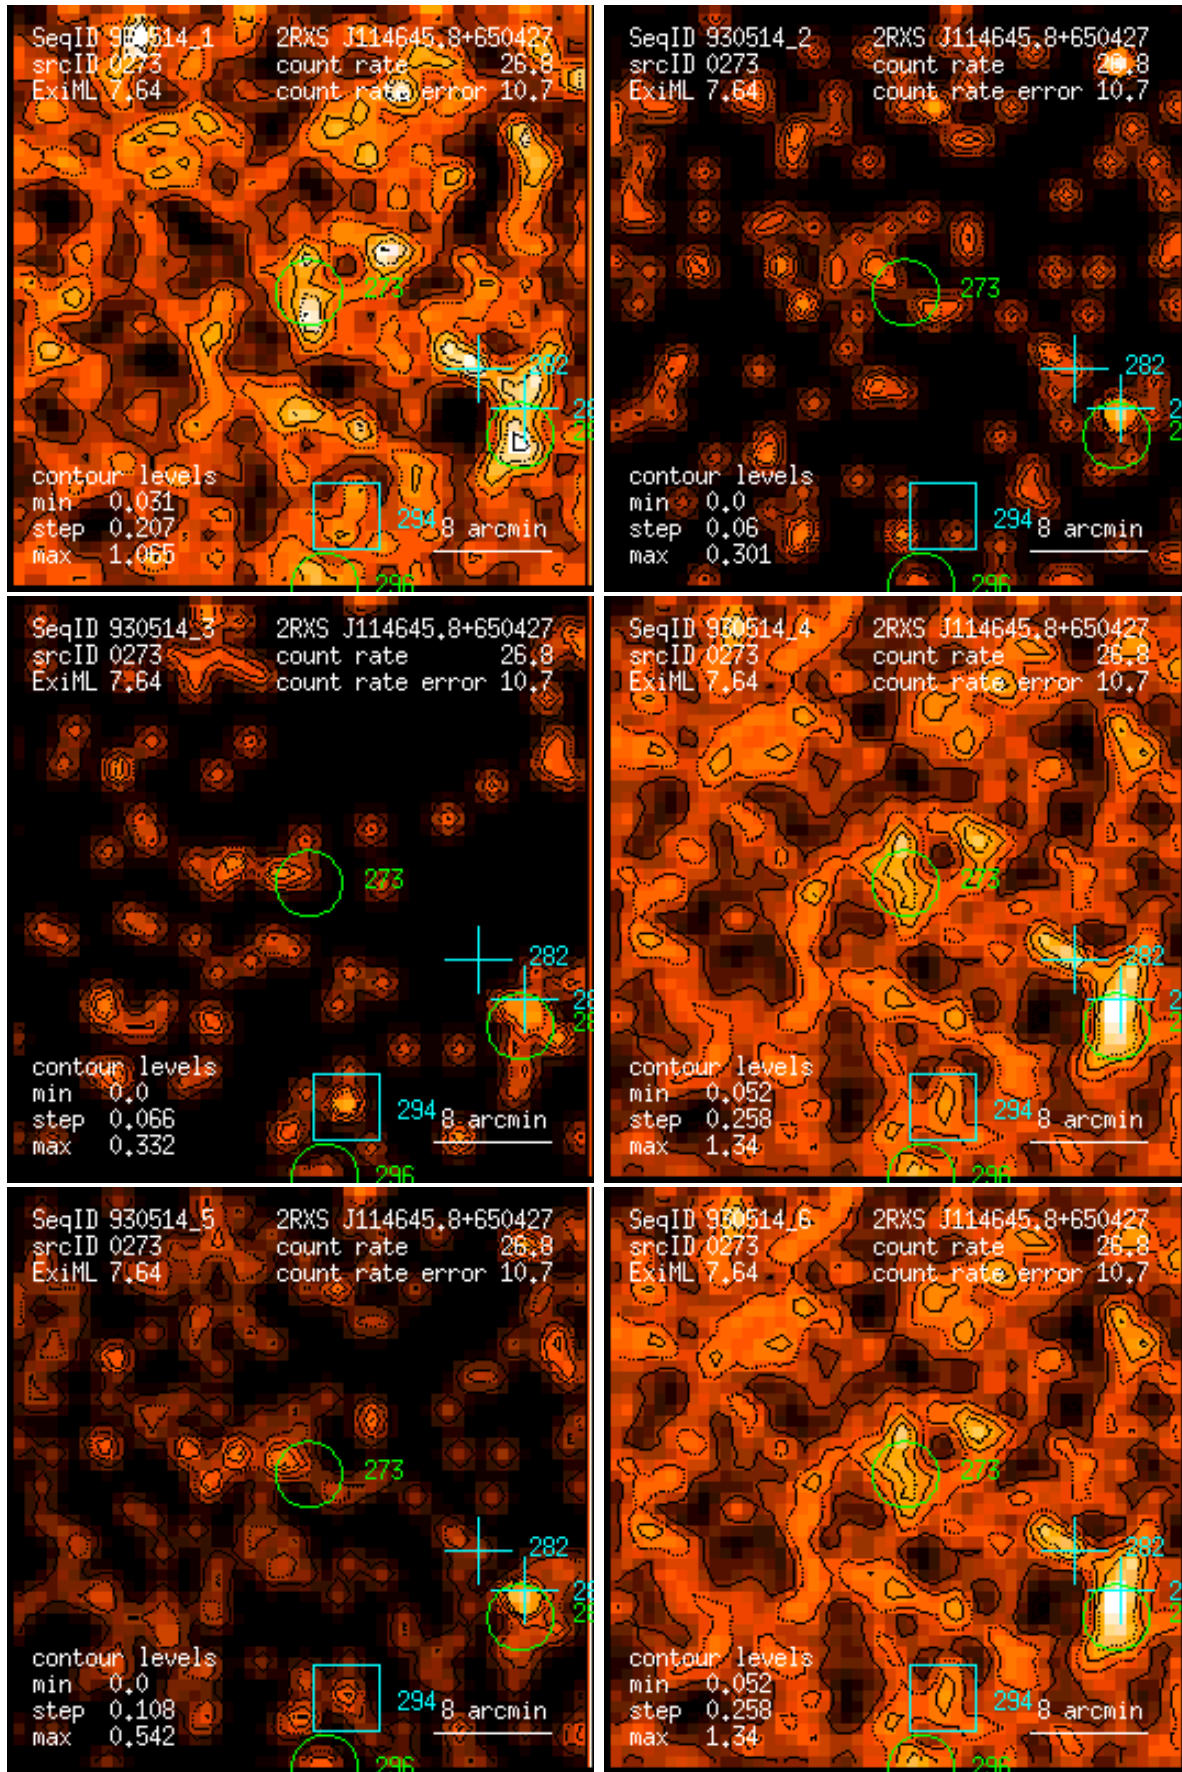 SeqID 930514_1 2RXS J114645.8+650427
srcID 0273 count rate 26.8
ExiML 7.64 count rate error 10.7
273
282
contour levels
min 0.031
step 0.207
max 1.065
294
8 arcmin
296
SeqID 930514_2 2RXS J114645.8+650427
srcID 0273 count rate 26.8
ExiML 7.64 count rate error 10.7
273
282
contour levels
min 0.0
step 0.06
max 0.301
294
8 arcmin
296
SeqID 930514_3 2RXS J114645.8+650427
srcID 0273 count rate 26.8
ExiML 7.64 count rate error 10.7
273
282
contour levels
min 0.0
step 0.066
max 0.332
294
8 arcmin
296
SeqID 930514_4 2RXS J114645.8+650427
srcID 0273 count rate 26.8
ExiML 7.64 count rate error 10.7
273
282
contour levels
min 0.052
step 0.258
max 1.34
294
8 arcmin
296
SeqID 930514_5 2RXS J114645.8+650427
srcID 0273 count rate 26.8
ExiML 7.64 count rate error 10.7
273
282
contour levels
min 0.0
step 0.108
max 0.542
294
8 arcmin
296
SeqID 930514_6 2RXS J114645.8+650427
srcID 0273 count rate 26.8
ExiML 7.64 count rate error 10.7
273
282
contour levels
min 0.052
step 0.258
max 1.34
294
8 arcmin
296